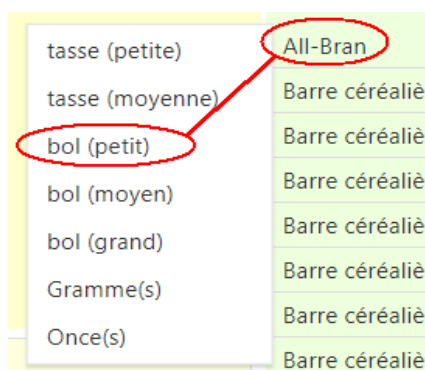 tasse (petite)
tasse (moyenne)
bol (petit)
bol (moyen)
bol (grand)
Gramme(s)
Once(s)
All-Bran
Barre céréaliè
Barre céréaliè
Barre céréaliè
Barre céréaliè
Barre céréaliè
Barre céréaliè
Barre céréaliè